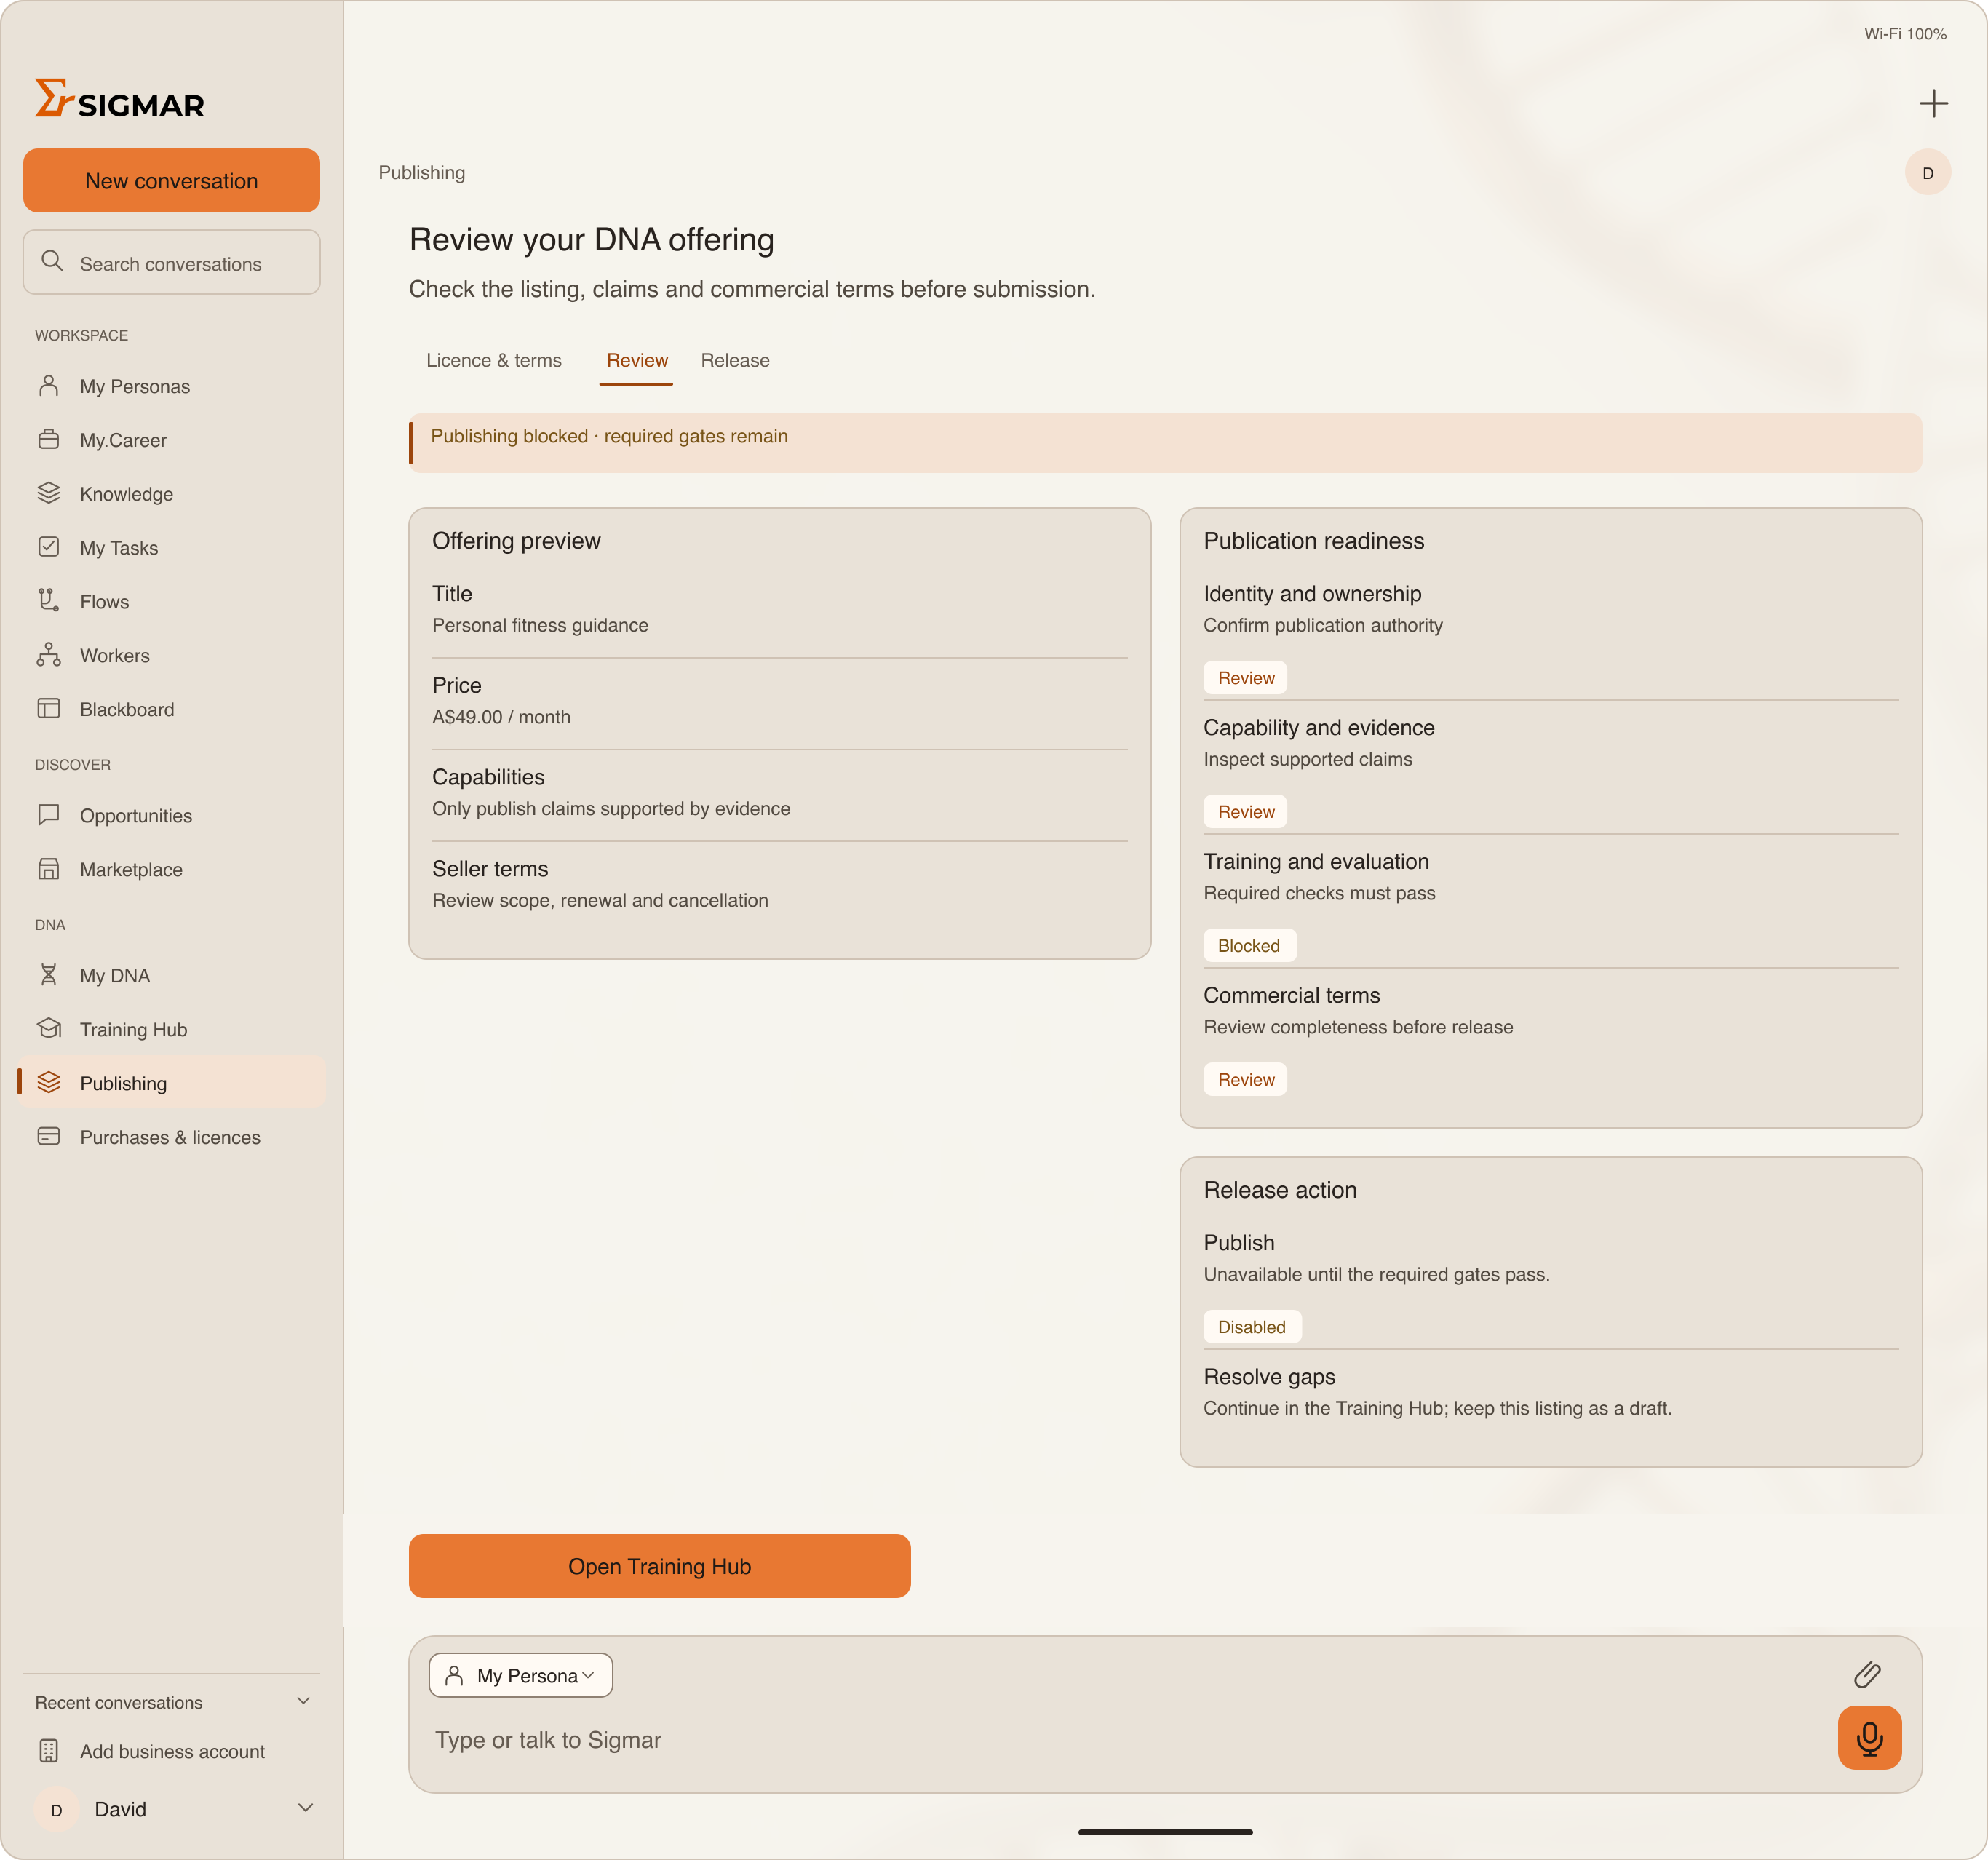 Wi-Fi 100%
SIGMAR
New conversation
Search conversations
WORKSPACE
My Personas
My.Career
Knowledge
My Tasks
Flows
Workers
Blackboard
DISCOVER
Opportunities
Marketplace
DNA
My DNA
Training Hub
Publishing
Purchases & licences
Recent conversations
Add business account
D
David
Publishing
D
Review your DNA offering
Check the listing, claims and commercial terms before submission.
Licence & terms
Review
Release
Publishing blocked · required gates remain
Offering preview
Title
Personal fitness guidance
Price
A$49.00 / month
Capabilities
Only publish claims supported by evidence
Seller terms
Review scope, renewal and cancellation
Publication readiness
Identity and ownership
Confirm publication authority
Review
Capability and evidence
Inspect supported claims
Review
Training and evaluation
Required checks must pass
Blocked
Commercial terms
Review completeness before release
Review
Release action
Publish
Unavailable until the required gates pass.
Disabled
Resolve gaps
Continue in the Training Hub; keep this listing as a draft.
Open Training Hub
My Persona
Type or talk to Sigmar